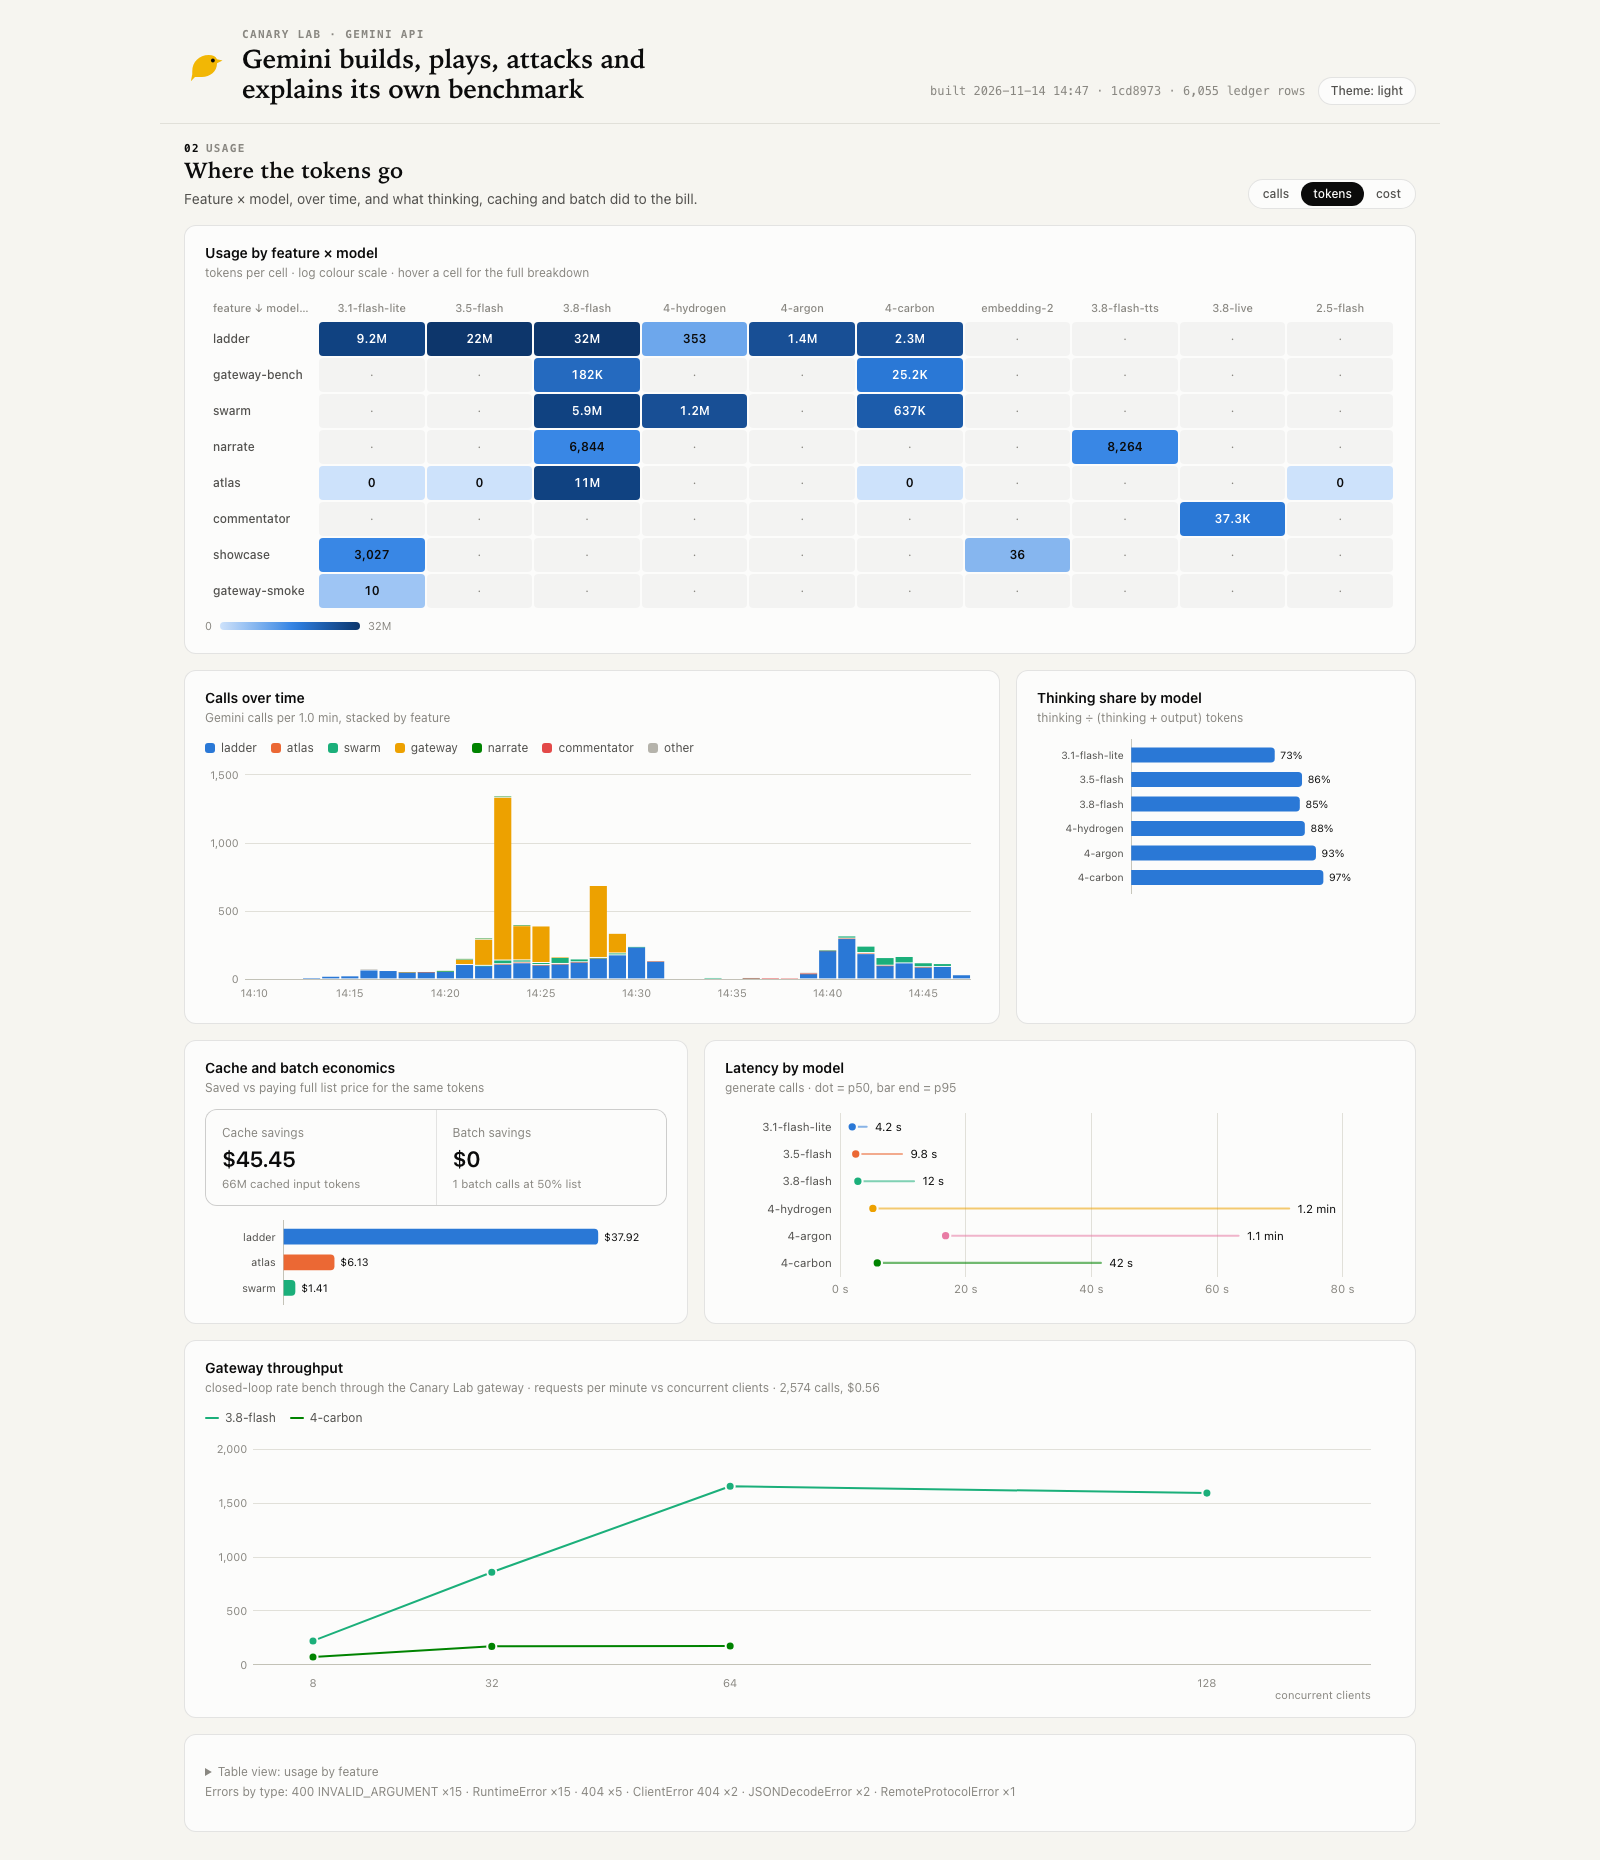 CANARY LAB · GEMINI API
Gemini builds, plays, attacks and
explains its own benchmark
built 2026-11-14 14:47 · 1cd8973 · 6,055 ledger rows
Theme: light
02 USAGE
Where the tokens go
Feature × model, over time, and what thinking, caching and batch did to the bill.
calls tokens cost
Usage by feature × model
tokens per cell · log colour scale · hover a cell for the full breakdown
feature ↓ model... 3.1-flash-lite 3.5-flash 3.8-flash 4-hydrogen 4-argon 4-carbon embedding-2 3.8-flash-tts 3.8-live 2.5-flash
ladder 9.2M 22M 32M 353 1.4M 2.3M · · · ·
gateway-bench · · 182K · · 25.2K · · · ·
swarm · · 5.9M 1.2M · 637K · · · ·
narrate · · 6,844 · · · · 8,264 · ·
atlas 0 0 11M · · 0 · · · 0
commentator · · · · · · · · 37.3K ·
showcase 3,027 · · · · · 36 · · ·
gateway-smoke 10 · · · · · · · · ·
0 32M
Calls over time
Gemini calls per 1.0 min, stacked by feature
ladder atlas swarm gateway narrate commentator other
1,500
1,000
500
0
14:10 14:15 14:20 14:25 14:30 14:35 14:40 14:45
Thinking share by model
thinking ÷ (thinking + output) tokens
3.1-flash-lite 73%
3.5-flash 86%
3.8-flash 85%
4-hydrogen 88%
4-argon 93%
4-carbon 97%
Cache and batch economics
Saved vs paying full list price for the same tokens
Cache savings
$45.45
66M cached input tokens
Batch savings
$0
1 batch calls at 50% list
ladder $37.92
atlas $6.13
swarm $1.41
Latency by model
generate calls · dot = p50, bar end = p95
3.1-flash-lite 4.2 s
3.5-flash 9.8 s
3.8-flash 12 s
4-hydrogen 1.2 min
4-argon 1.1 min
4-carbon 42 s
0 s 20 s 40 s 60 s 80 s
Gateway throughput
closed-loop rate bench through the Canary Lab gateway · requests per minute vs concurrent clients · 2,574 calls, $0.56
3.8-flash 4-carbon
2,000
1,500
1,000
500
0
8 32 64 128
concurrent clients
▶ Table view: usage by feature
Errors by type: 400 INVALID_ARGUMENT ×15 · RuntimeError ×15 · 404 ×5 · ClientError 404 ×2 · JSONDecodeError ×2 · RemoteProtocolError ×1